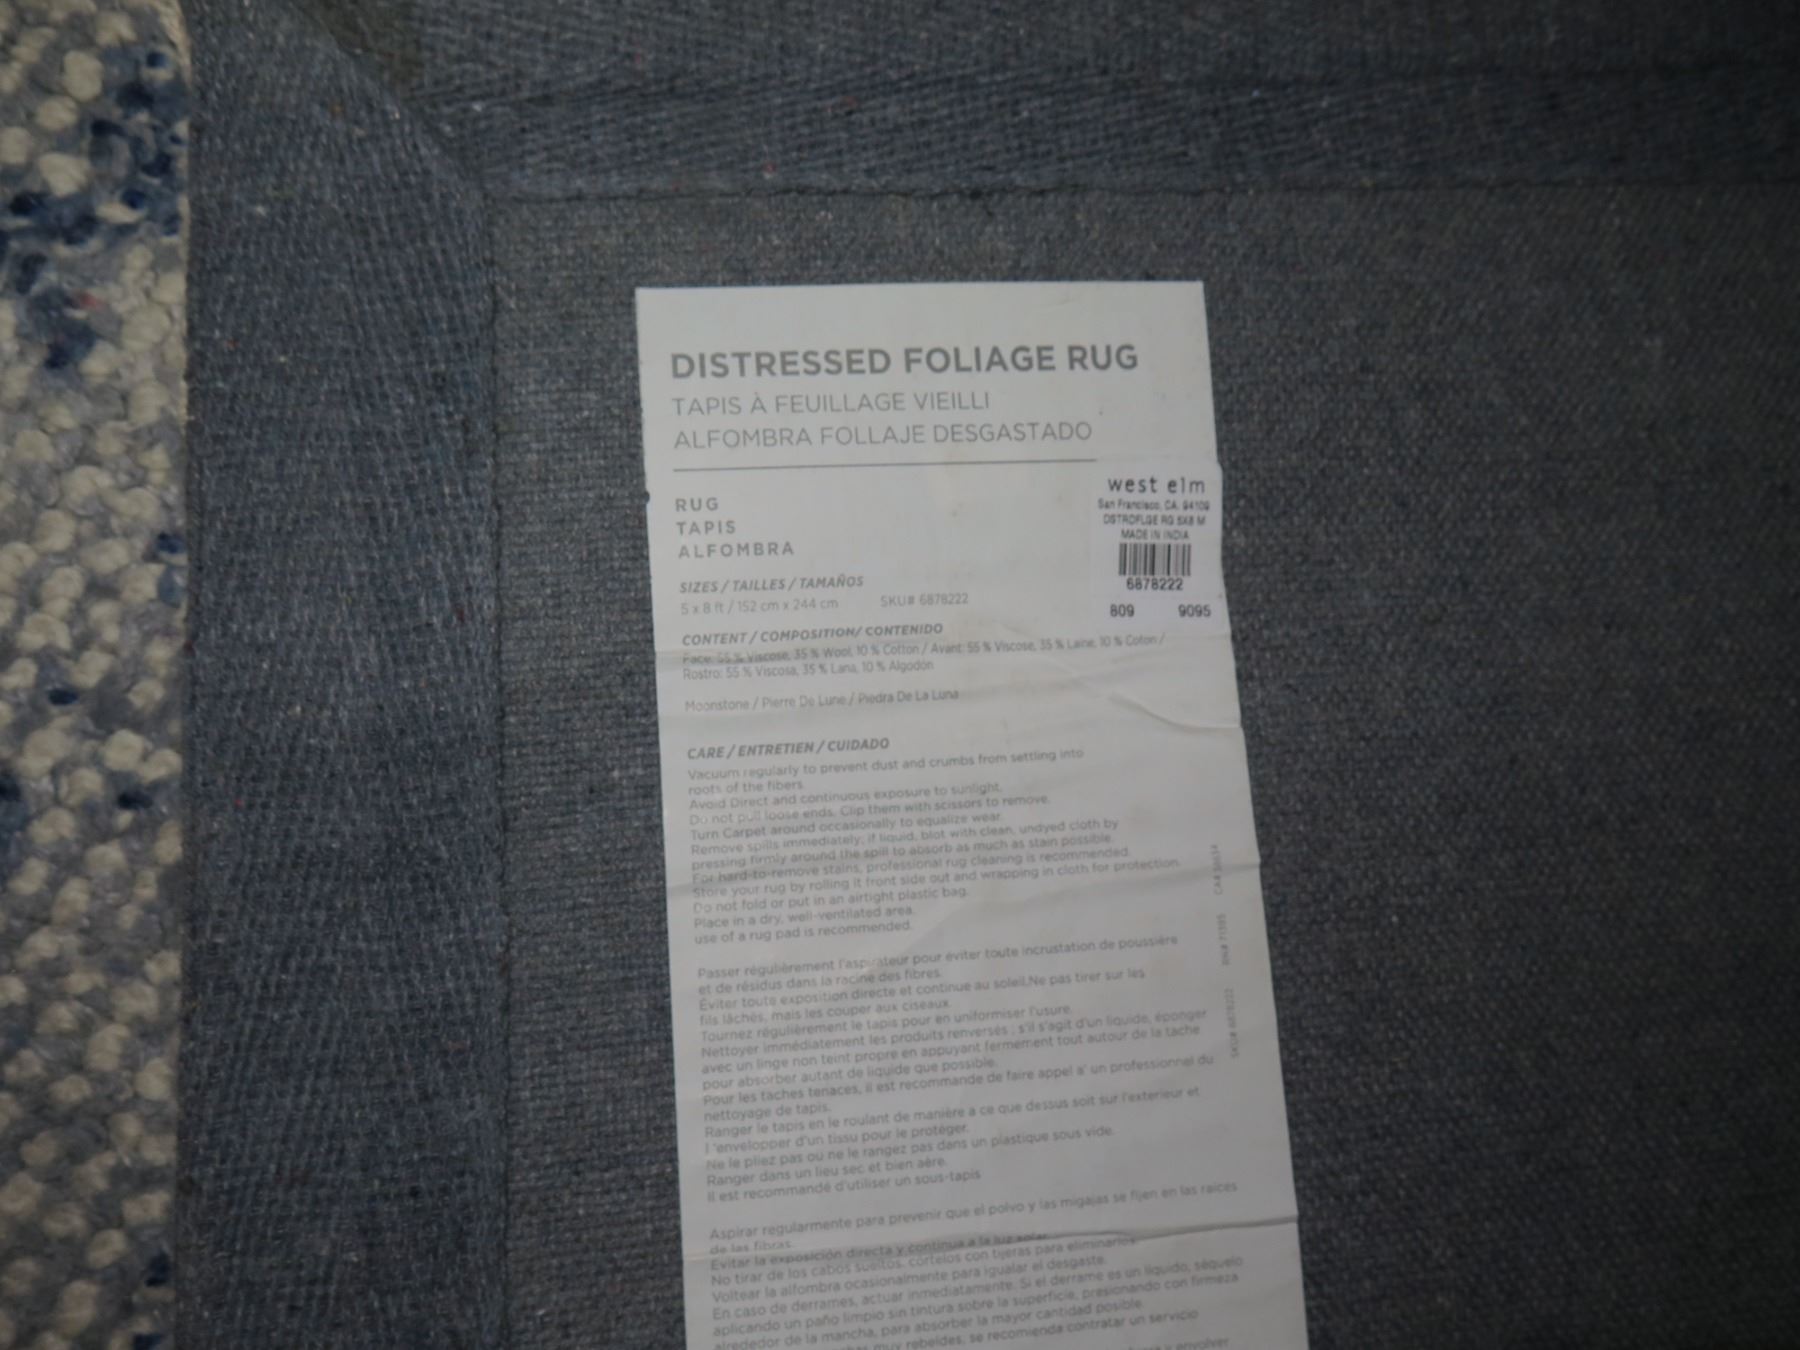 DISTRESSED FOLIAGE RUG
TAPIS À FEUILLAGE VIEILLI
ALFOMBRA FOLLAJE DESGASTADO
RUG
TAPIS
ALFOMBRA
west elm
San Francisco, CA, 94109
DSTRDFLGE RG 5X8 M
MADE IN INDIA
6878222
809 9095
SIZES / TAILLES / TAMAÑOS
5 x 8 ft / 152 cm x 244 cm SKU# 6878222
CONTENT / COMPOSITION/ CONTENIDO
Face: 55 % Viscose, 35 % Wool, 10 % Cotton / Avant: 55 % Viscose, 35 % Laine, 10 % Coton /
Rostro: 55 % Viscosa, 35 % Lana, 10 % Algodón
Moonstone / Pierre De Lune / Piedra De La Luna
CARE / ENTRETIEN / CUIDADO
Vacuum regularly to prevent dust and crumbs from settling into
roots of the fibers.
Avoid Direct and continuous exposure to sunlight.
Do not pull loose ends. Clip them with scissors to remove.
Turn Carpet around occasionally to equalize wear.
Remove spills immediately; if liquid, blot with clean, undyed cloth by
pressing firmly around the spill to absorb as much as stain possible.
For hard-to-remove stains, professional rug cleaning is recommended.
Store your rug by rolling it front side out and wrapping in cloth for protection.
Do not fold or put in an airtight plastic bag.
Place in a dry, well-ventilated area.
use of a rug pad is recommended.
Passer régulièrement l'aspirateur pour éviter toute incrustation de poussière
et de résidus dans la racine des fibres.
Éviter toute exposition directe et continue au soleil.Ne pas tirer sur les
fils lâchés, mais les couper aux ciseaux.
Tournez régulièrement le tapis pour en uniformiser l'usure.
Nettoyer immédiatement les produits renversés ; s'il s'agit d'un liquide, éponger
avec un linge non teint propre en appuyant fermement tout autour de la tache
pour absorber autant de liquide que possible.
Pour les taches tenaces, il est recommande de faire appel a' un professionnel du
nettoyage de tapis.
Ranger le tapis en le roulant de manière a ce que dessus soit sur l'exterieur et
l 'envelopper d'un tissu pour le protéger.
Ne le pliez pas ou ne le rangez pas dans un plastique sous vide.
Ranger dans un lieu sec et bien aéré.
Il est recommandé d'utiliser un sous-tapis
Aspirar regularmente para prevenir que el polvo y las migajas se fijen en las raíces
de las fibras.
Evitar la exposición directa y continua a la luz solar.
No tirar de los cabos sueltos, córtelos con tijeras para eliminarlos.
Voltear la alfombra ocasionalmente para igualar el desgaste.
En caso de derrames, actuar inmediatamente. Si el derrame es un líquido, séquelo
aplicando un paño limpio sin tintura sobre la superficie, presionando con firmeza
alrededor de la mancha, para absorber la mayor cantidad posible.
muy rebeldes, se recomienda contratar un servicio
envolver
RN# 71395
SKU# 6878222